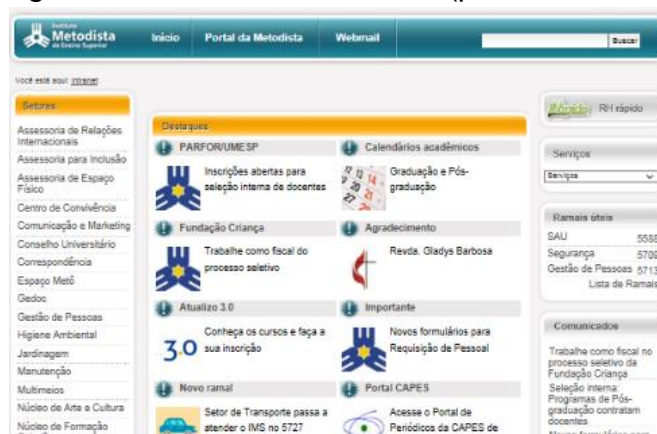 Instituto
Metodista
de Ensino Superior
Início
Portal da Metodista
Webmail
Buscar
Você está aqui: Intranet
Setores
Assessoria de Relações
Internacionais
Assessoria para Inclusão
Assessoria de Espaço
Físico
Centro de Convivência
Comunicação e Marketing
Conselho Universitário
Correspondência
Espaço Metô
Gedoc
Gestão de Pessoas
Higiene Ambiental
Jardinagem
Manutenção
Multimeios
Núcleo de Arte e Cultura
Núcleo de Formação
Destaques
PARFOR/UMESP
Inscrições abertas para
seleção interna de docentes
Calendários acadêmicos
Graduação e Pós-
graduação
Fundação Criança
Trabalhe como fiscal do
processo seletivo
Agradecimento
Revda. Gladys Barbosa
Atualizo 3.0
3.0
Conheça os cursos e faça a
sua inscrição
Importante
Novos formulários para
Requisição de Pessoal
Novo ramal
Setor de Transporte passa a
atender o IMS no 5727
Portal CAPES
Acesse o Portal de
Periódicos da CAPES de
RH rápido
Serviços
Serviços
Ramais úteis
SAU
Segurança
Gestão de Pessoas 5713
Lista de Ramais
Comunicados
Trabalhe como fiscal no
processo seletivo da
Fundação Criança
Seleção interna:
Programas de Pós-
graduação contratam
docentes
Novos formulários para